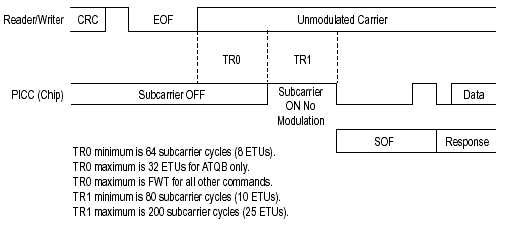 Reader/Writer CRC EOF Unmodulated Carrier
TR0 TR1
PICC (Chip) Subcarrier OFF Subcarrier ON No Modulation Data
SOF Response
TR0 minimum is 64 subcarrier cycles (8 ETUs).
TR0 maximum is 32 ETUs for ATQB only.
TR0 maximum is FWT for all other commands.
TR1 minimum is 80 subcarrier cycles (10 ETUs).
TR1 maximum is 200 subcarrier cycles (25 ETUs).